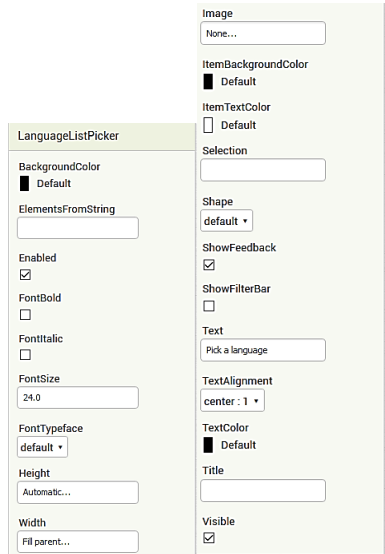 LanguageListPicker
BackgroundColor
Default
ElementsFromString
Enabled
FontBold
FontItalic
FontSize
24.0
FontTypeface
default
Height
Automatic...
Width
Fill parent...
Image
None...
ItemBackgroundColor
Default
ItemTextColor
Default
Selection
Shape
default
ShowFeedback
ShowFilterBar
Text
Pick a language
TextAlignment
center : 1
TextColor
Default
Title
Visible